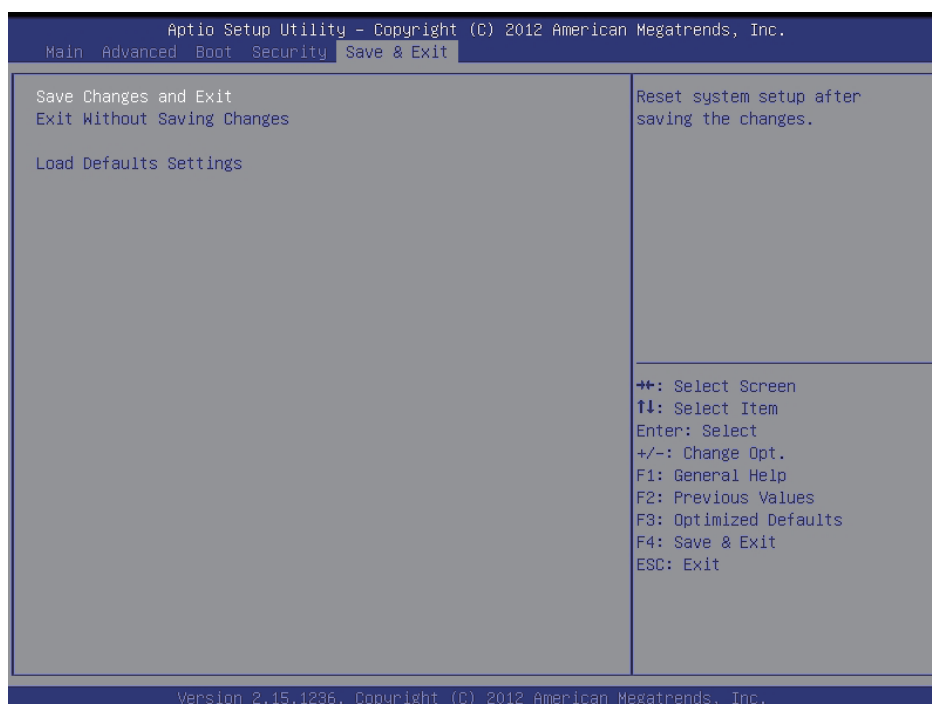 Aptio Setup Utility – Copyright (C) 2012 American Megatrends, Inc.
Main Advanced Boot Security Save & Exit
Save Changes and Exit
Exit Without Saving Changes
Load Defaults Settings
Reset system setup after
saving the changes.
→←: Select Screen
↑↓: Select Item
Enter: Select
+/-: Change Opt.
F1: General Help
F2: Previous Values
F3: Optimized Defaults
F4: Save & Exit
ESC: Exit
Version 2.15.1236. Copyright (C) 2012 American Megatrends, Inc.